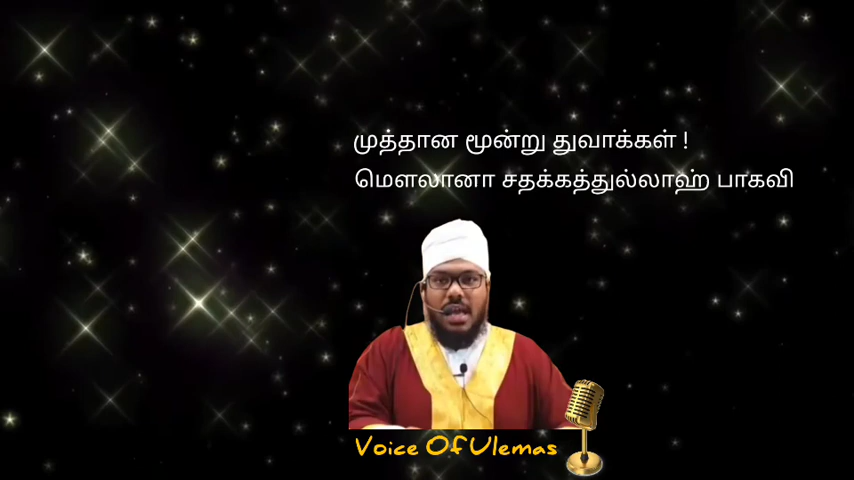 முத்தான மூன்று துவாக்கள் !
மௌலானா சதக்கத்துல்லாஹ் பாகவி
Voice Of Ulemas